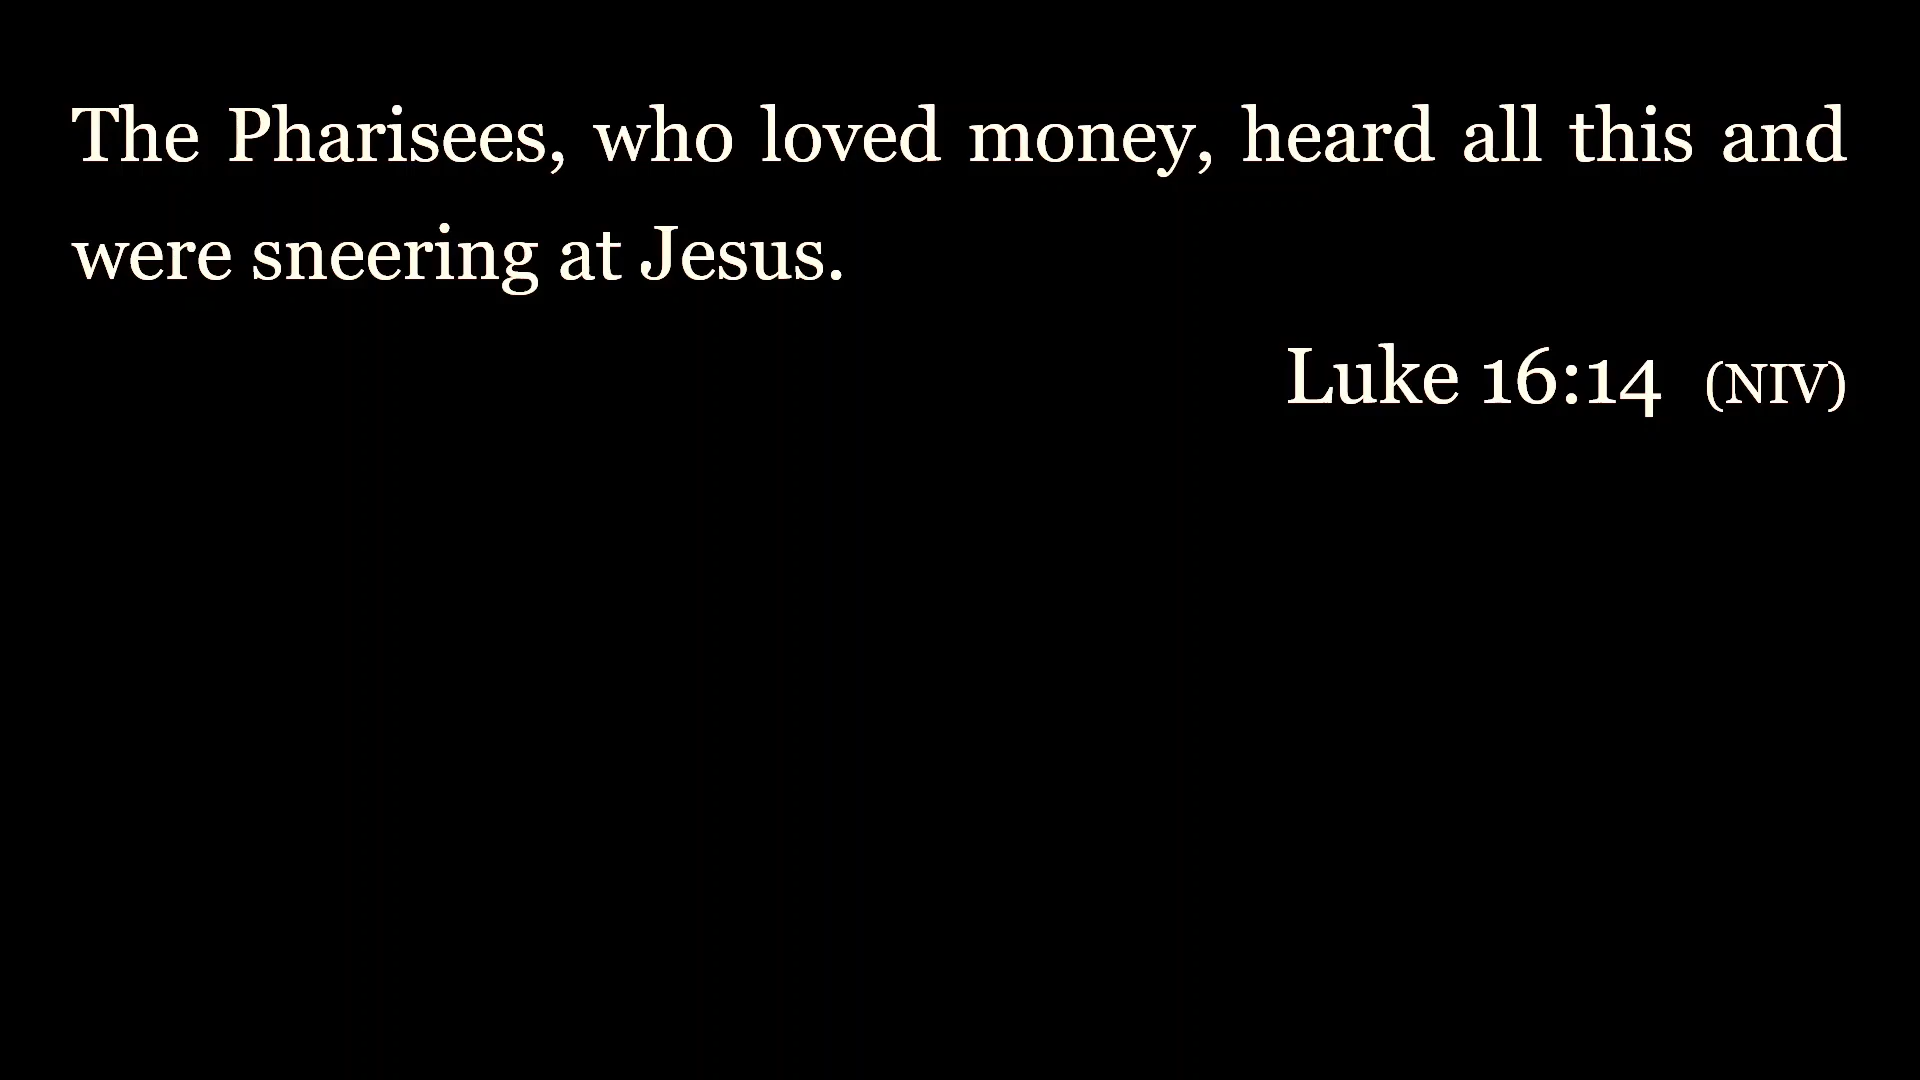 The Pharisees, who loved money, heard all this and
were sneering at Jesus.
Luke 16:14 (NIV)